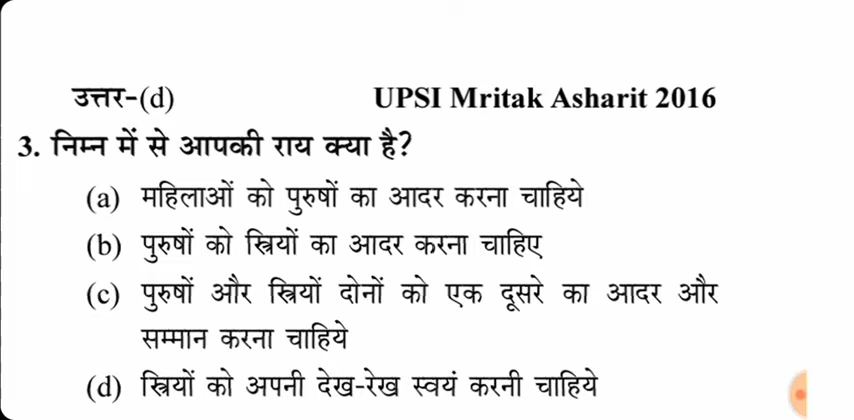 उत्तर-(d) UPSI Mritak Asharit 2016
3. निम्न में से आपकी राय क्या है?
(a) महिलाओं को पुरुषों का आदर करना चाहिये
(b) पुरुषों को स्त्रियों का आदर करना चाहिए
(c) पुरुषों और स्त्रियों दोनों को एक दूसरे का आदर और
सम्मान करना चाहिये
(d) स्त्रियों को अपनी देख-रेख स्वयं करनी चाहिये